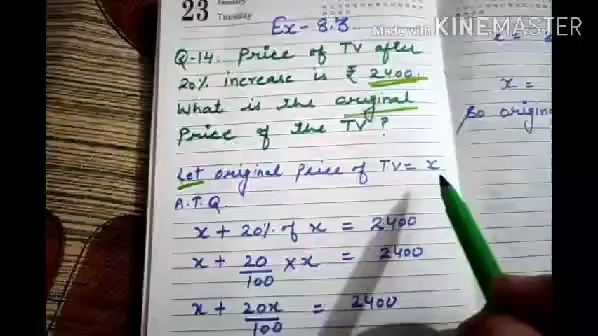 23
January
Tuesday
Made with KINEMASTER
Ex-8.3
Q-14. Price of TV after
20% increase is ₹ 2400.
What is the original
Price of the TV?
Let original price of TV = x
A.T.Q.
x + 20% of x = 2400
x + 20/100 × x = 2400
x + 20x/100 = 2400
x =
So origin